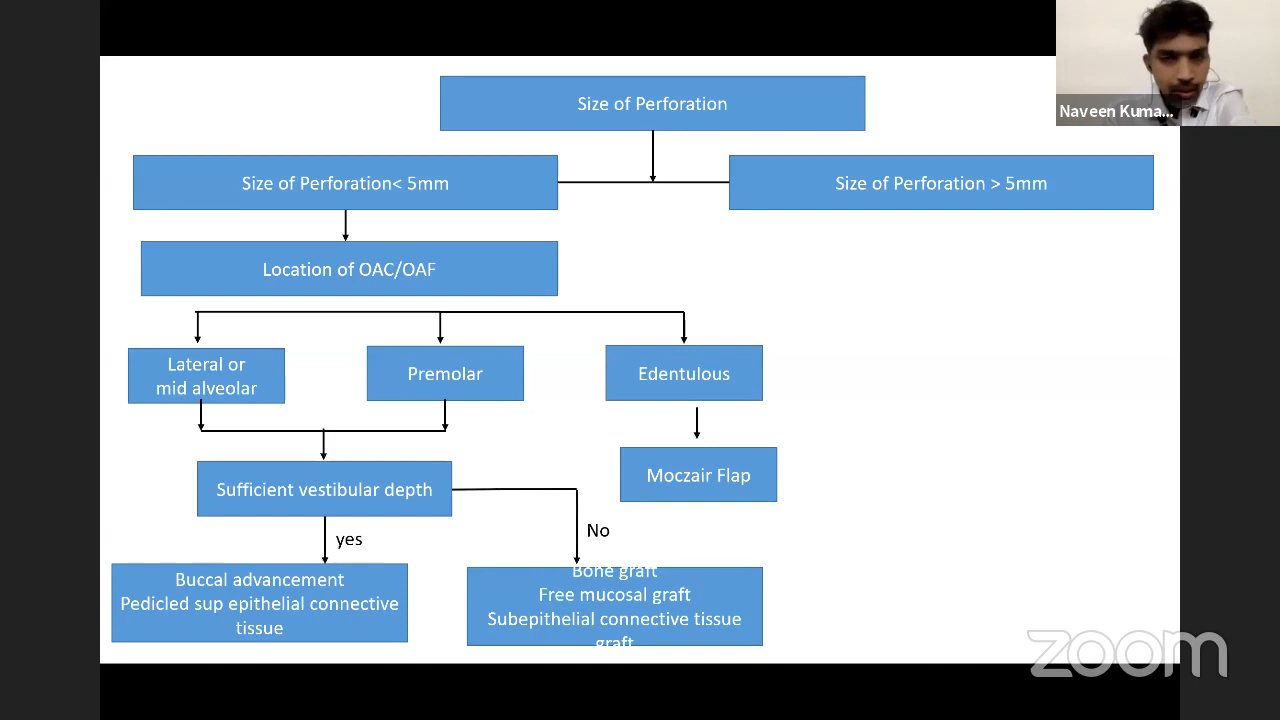 Size of Perforation
Naveen Kuma...
Size of Perforation< 5mm
Size of Perforation > 5mm
Location of OAC/OAF
Lateral or
mid alveolar
Premolar
Edentulous
Sufficient vestibular depth
Moczair Flap
No
yes
Buccal advancement
Pedicled sup epithelial connective
tissue
Bone graft
Free mucosal graft
Subepithelial connective tissue
graft
zoom